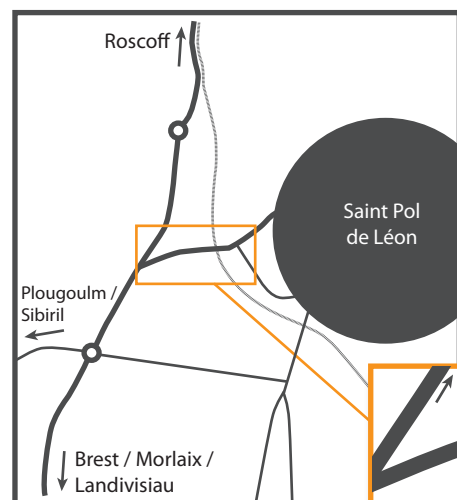 Roscoff
Saint Pol
de Léon
Plougoulm /
Sibiril
Brest / Morlaix /
Landivisiau